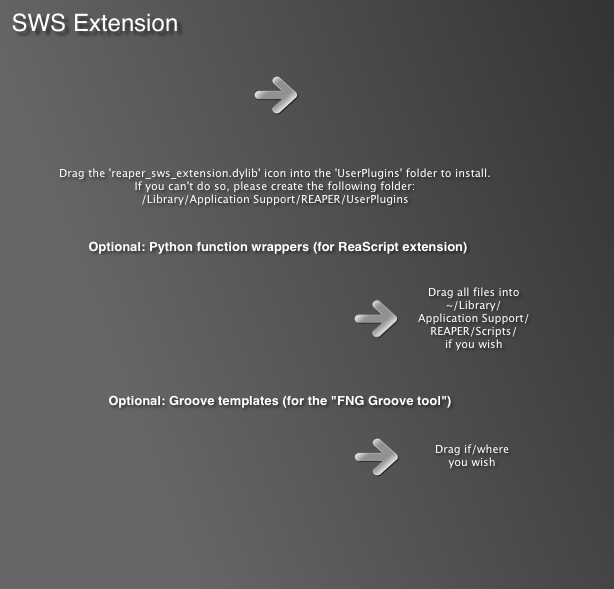 SWS Extension
Drag the 'reaper_sws_extension.dylib' icon into the 'UserPlugins' folder to install.
If you can't do so, please create the following folder:
/Library/Application Support/REAPER/UserPlugins
Optional: Python function wrappers (for ReaScript extension)
Drag all files into
~/Library/
Application Support/
REAPER/Scripts/
if you wish
Optional: Groove templates (for the "FNG Groove tool")
Drag if/where
you wish